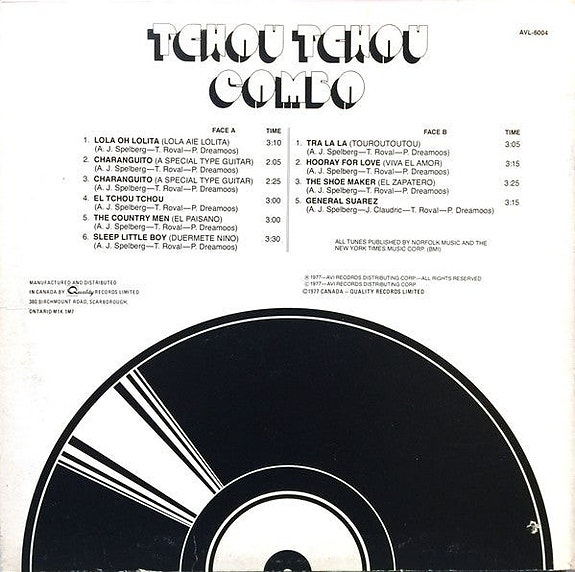 TCHOU TCHOU
COMBO
AVL-6004
FACE A TIME
1. LOLA OH LOLITA (LOLA AIE LOLITA) 3:10
(A. J. Spelberg—T. Roval—P. Dreamoos)
2. CHARANGUITO (A SPECIAL TYPE GUITAR) 2:05
(A. J. Spelberg—T. Roval—P. Dreamoos)
3. CHARANGUITO (A SPECIAL TYPE GUITAR) 2:25
(A. J. Spelberg—T. Roval—P. Dreamoos)
4. EL TCHOU TCHOU 3:00
(A. J. Spelberg—T. Roval—P. Dreamoos)
5. THE COUNTRY MEN (EL PAISANO) 3:00
(A. J. Spelberg—T. Roval—P. Dreamoos)
6. SLEEP LITTLE BOY (DUERMETE NINO) 3:30
(A. J. Spelberg—T. Roval—P. Dreamoos)
FACE B TIME
1. TRA LA LA (TOUROUTOUTOU) 3:05
(A. J. Spelberg—T. Roval—P. Dreamoos)
2. HOORAY FOR LOVE (VIVA EL AMOR) 3:15
(A. J. Spelberg—T. Roval—P. Dreamoos)
3. THE SHOE MAKER (EL ZAPATERO) 3:25
(A. J. Spelberg—T. Roval—P. Dreamoos)
5. GENERAL SUAREZ 3:15
(A. J. Spelberg—J. Claudric—T. Roval—P. Dreamoos)
ALL TUNES PUBLISHED BY NORFOLK MUSIC AND THE
NEW YORK TIMES MUSIC CORP. (BMI)
MANUFACTURED AND DISTRIBUTED
IN CANADA BY Quality RECORDS LIMITED
380 BIRCHMOUNT ROAD, SCARBOROUGH,
ONTARIO M1K 1M7
℗ 1977—AVI RECORDS DISTRIBUTING CORP—ALL RIGHTS RESERVED
© 1977—AVI RECORDS DISTRIBUTING CORP
©1977 CANADA – QUALITY RECORDS LIMITED